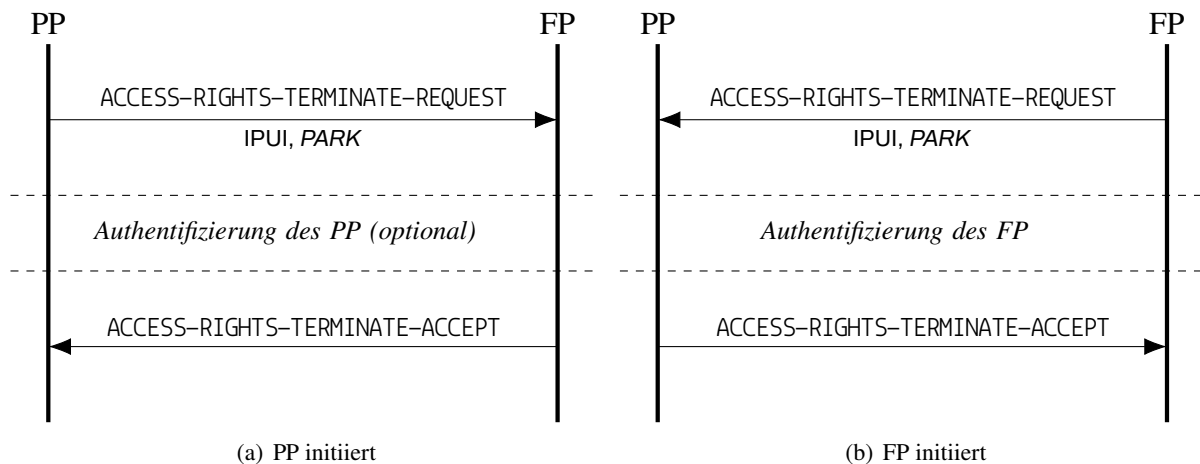 PP FP PP FP
ACCESS–RIGHTS–TERMINATE–REQUEST ACCESS–RIGHTS–TERMINATE–REQUEST
IPUI, PARK IPUI, PARK
Authentifizierung des PP (optional) Authentifizierung des FP
ACCESS–RIGHTS–TERMINATE–ACCEPT ACCESS–RIGHTS–TERMINATE–ACCEPT
(a) PP initiiert (b) FP initiiert